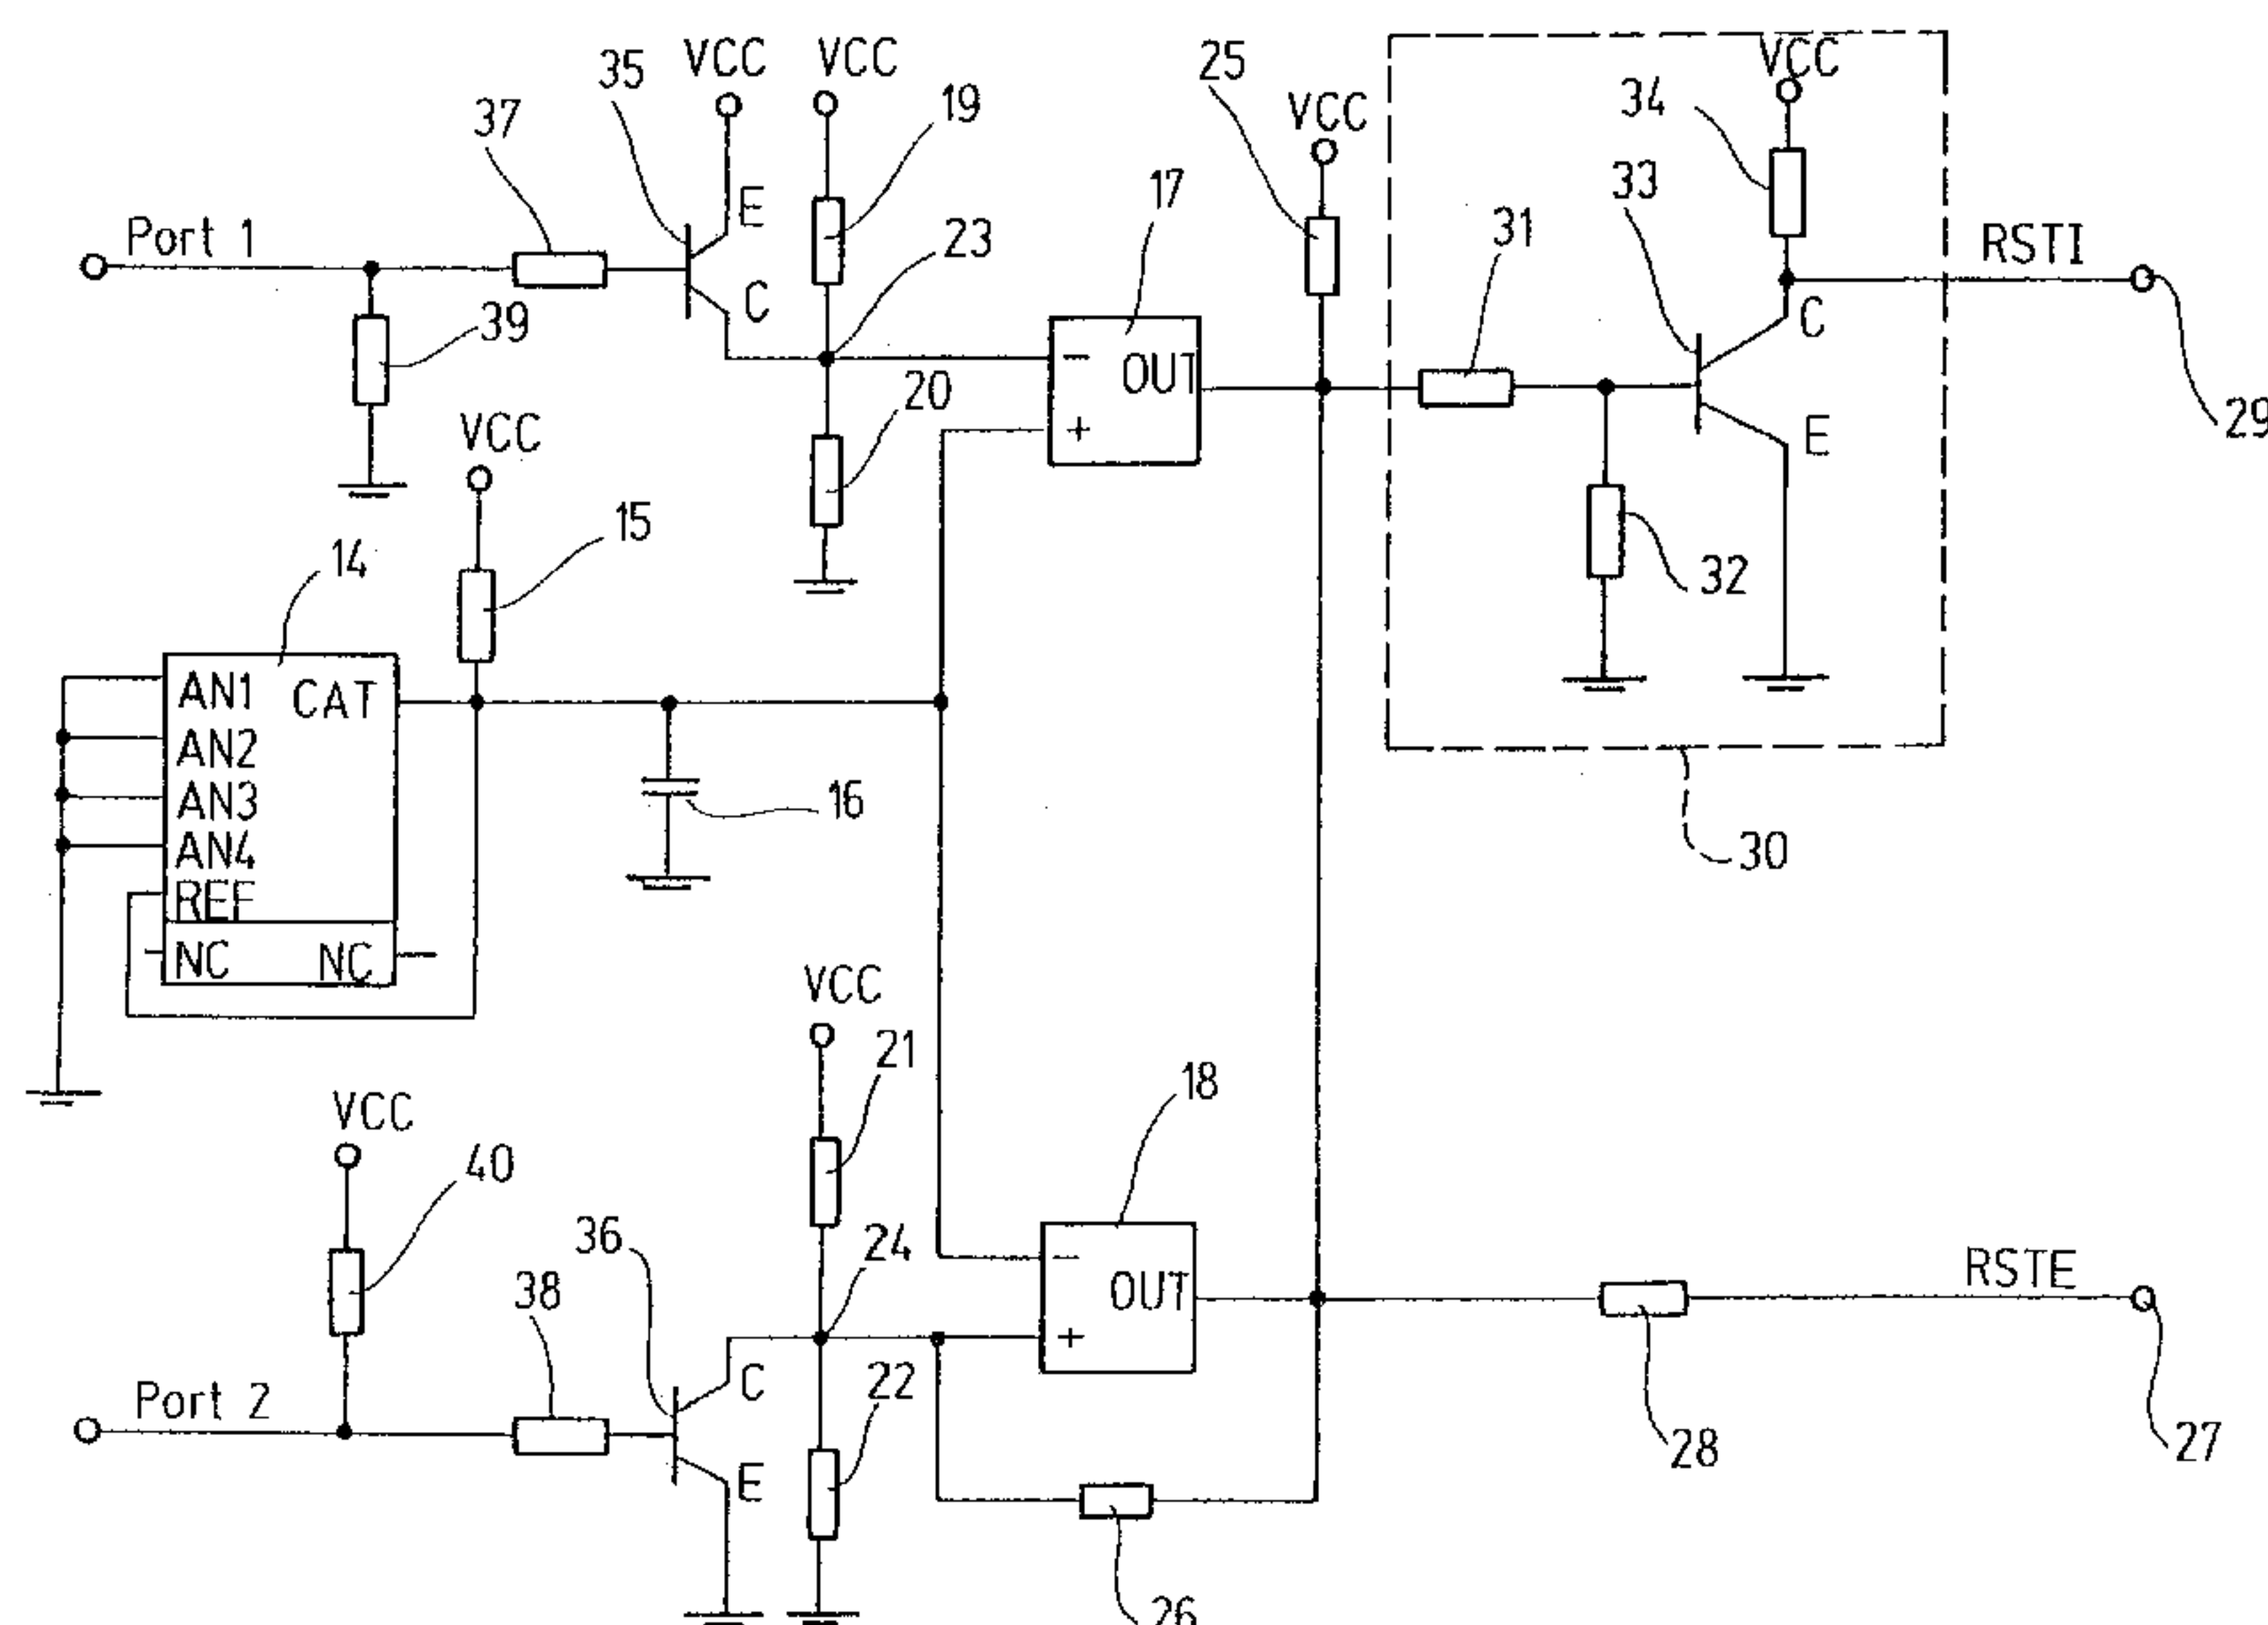 35
VCC
VCC
25
VCC
34
37
19
VCC
17
33
E
31
RSTI
Port 1
23
C
C
39
OUT
−
20
+
E
29
VCC
15
14
32
AN1
CAT
AN2
AN3
16
AN4
30
REF
NC
NC
VCC
21
18
VCC
40
36
24
RSTE
38
−
OUT
+
C
22
Port 2
28
27
E
26